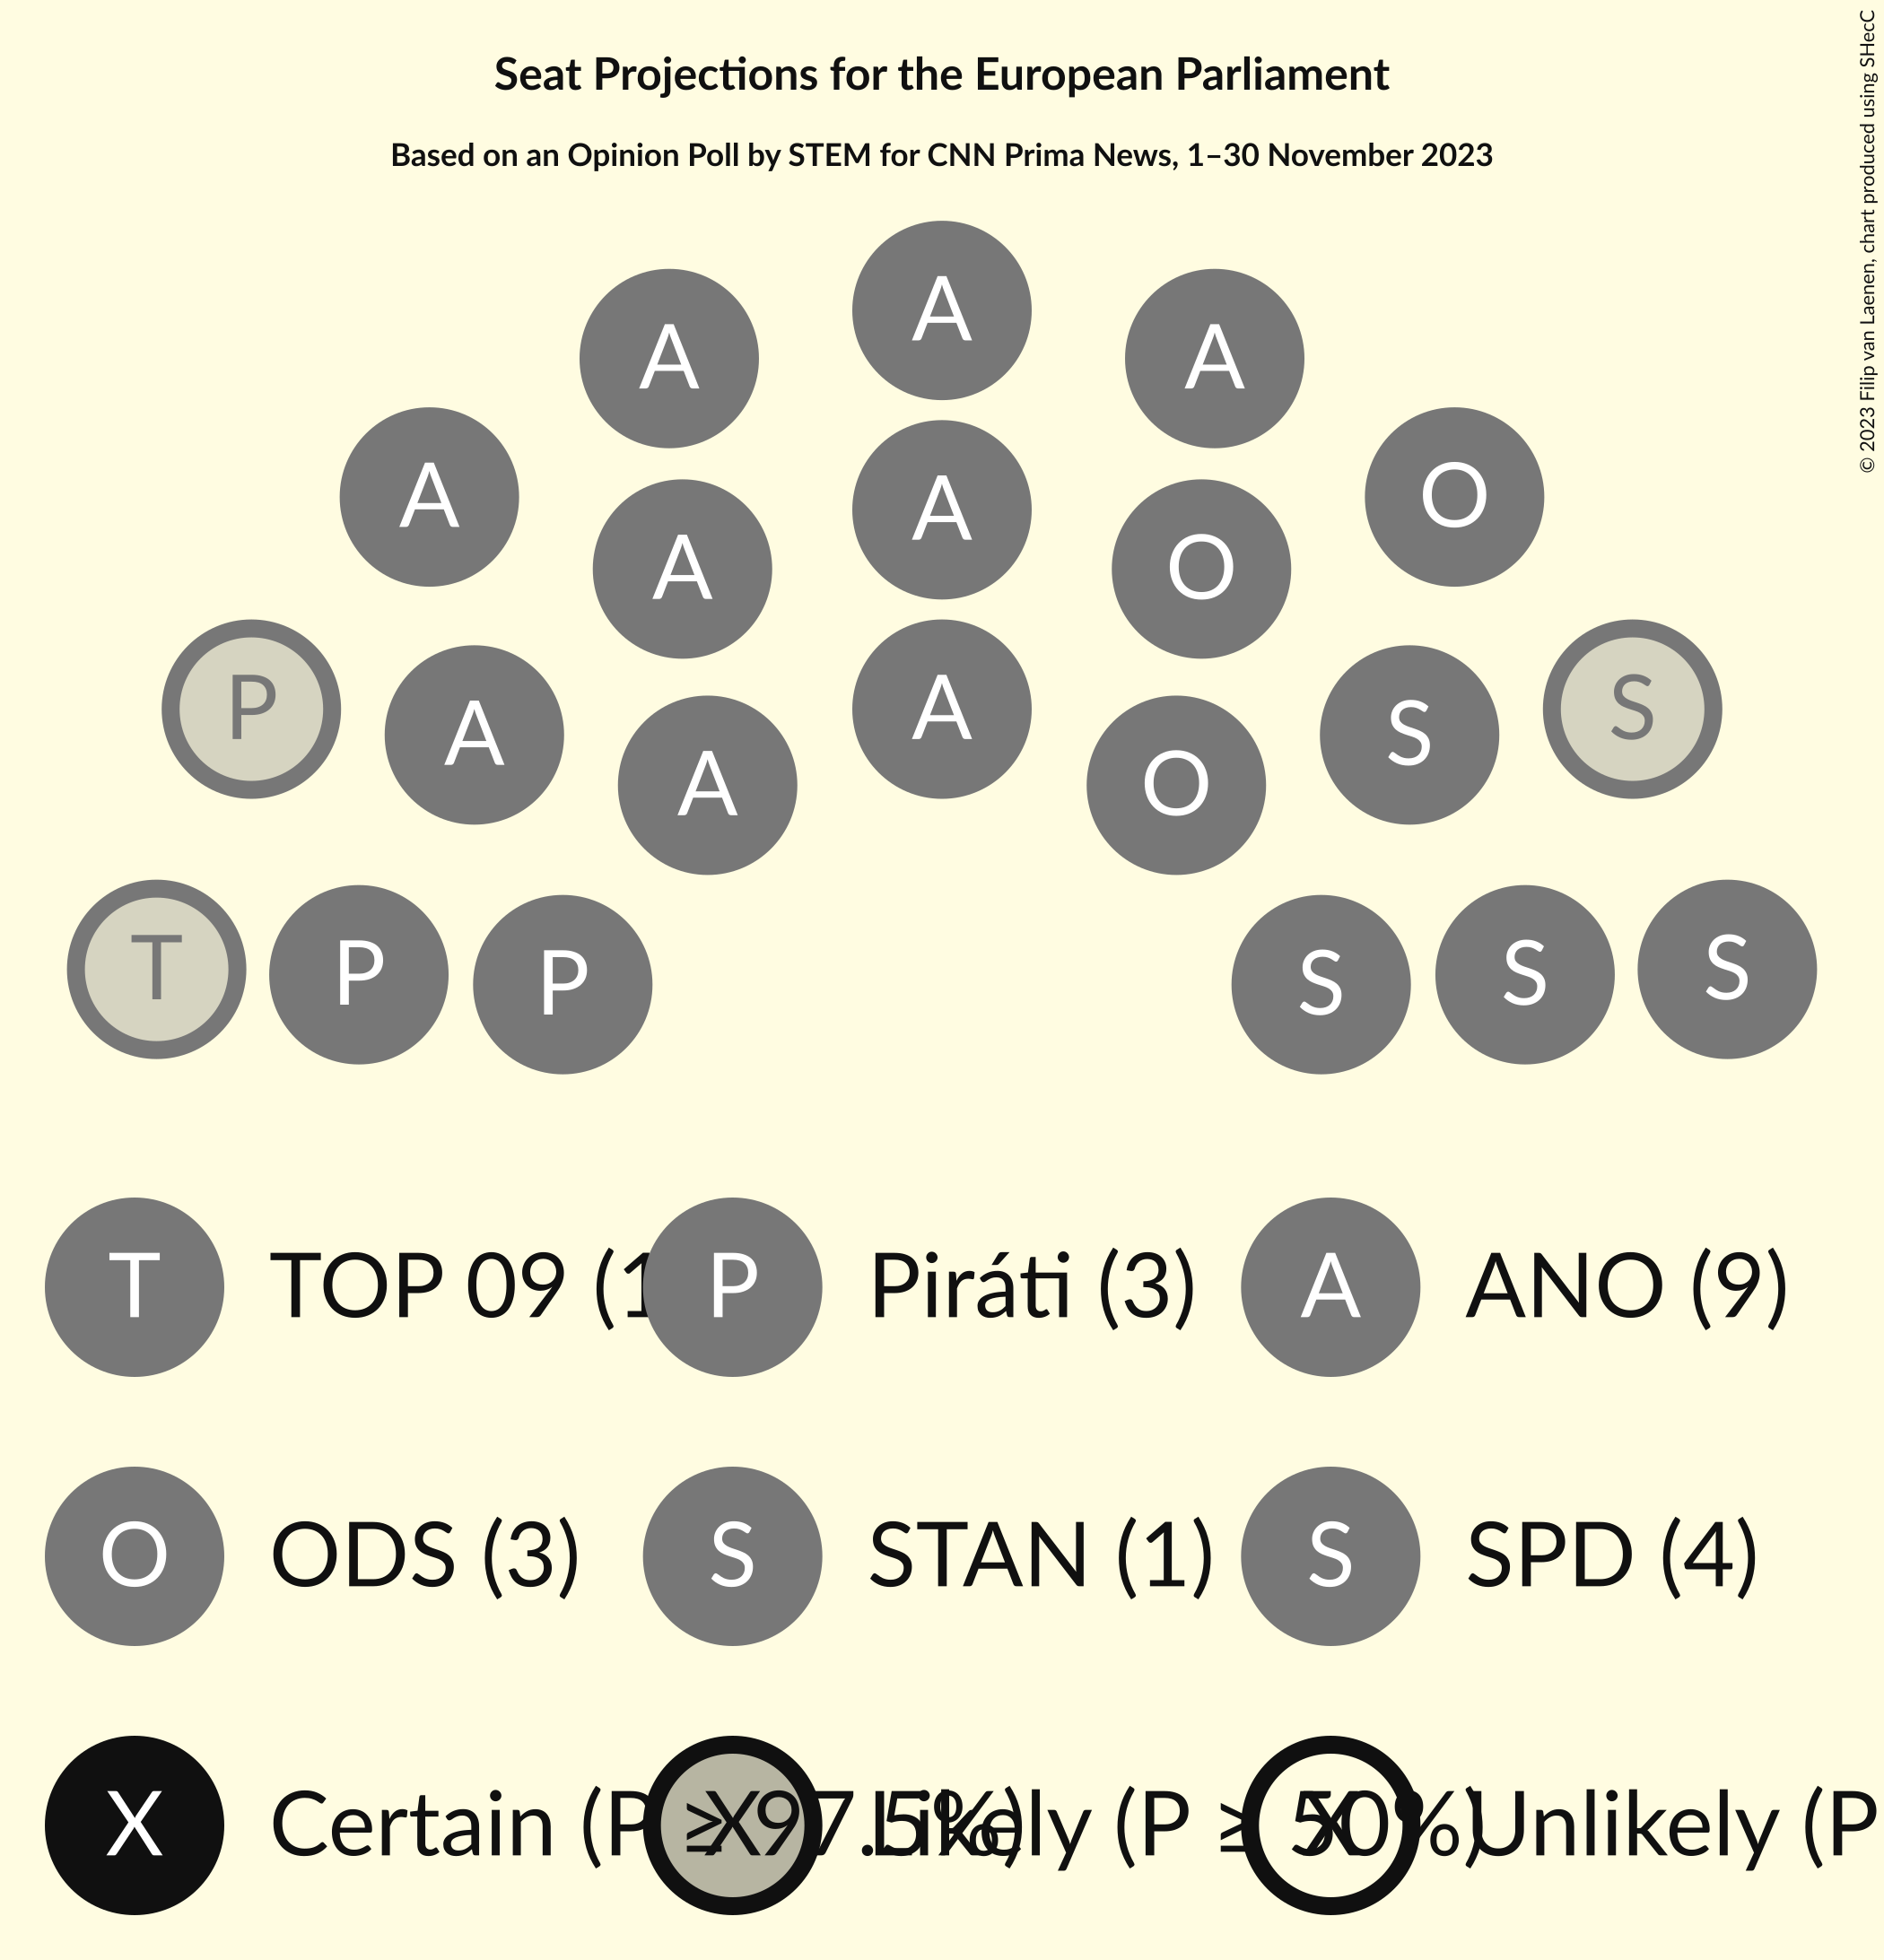 Seat Projections for the European Parliament
Based on an Opinion Poll by STEM for CNN Prima News, 1–30 November 2023
© 2023 Filip van Laenen, chart produced using SHecC
A
A A
A O
A
A O
A
P S
A S
A O
T S
P S
P S
T TOP 09 (1 P Piráti (3) A ANO (9)
O ODS (3) S STAN (1) S SPD (4)
X Certain (P ≥ 97.5%) X Likely (P ≥ 50%) X Unlikely (P